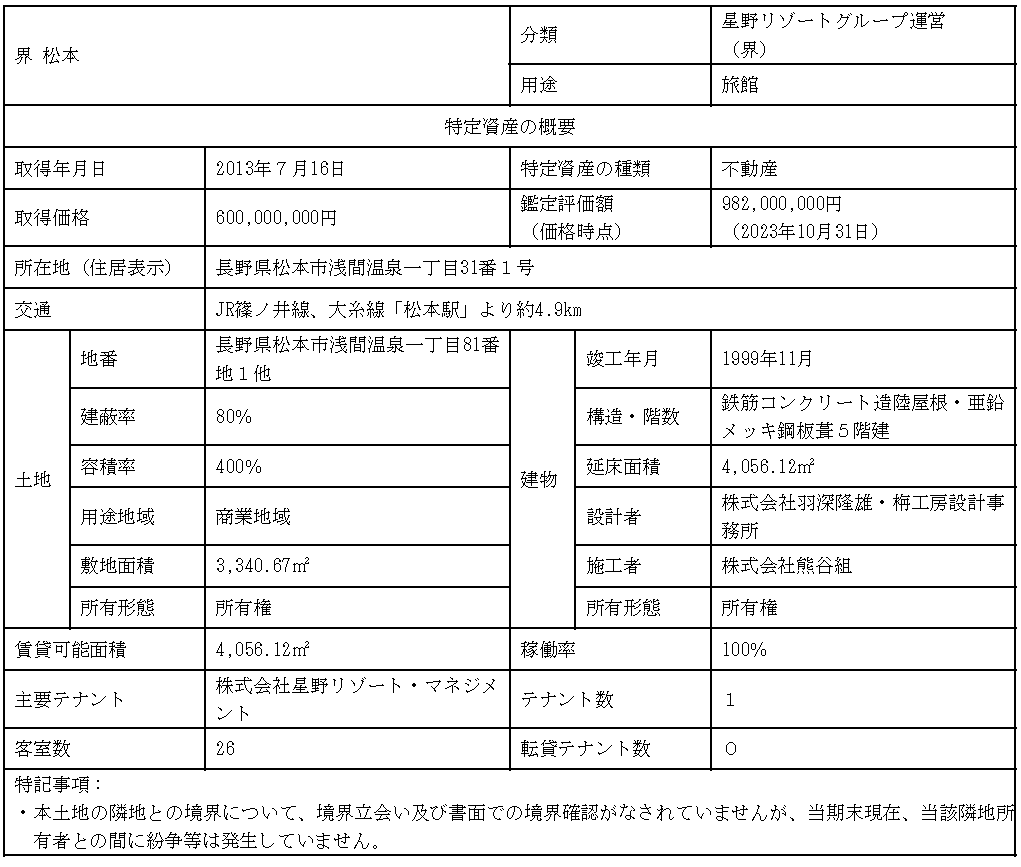 界 松本
分類
星野リゾートグループ運営
（界）
用途
旅館
特定資産の概要
取得年月日
2013年７月16日
特定資産の種類
不動産
取得価格
600,000,000円
鑑定評価額
（価格時点）
982,000,000円
（2023年10月31日）
所在地（住居表示）
長野県松本市浅間温泉一丁目31番１号
交通
JR篠ノ井線、大糸線「松本駅」より約4.9km
土地
地番
長野県松本市浅間温泉一丁目81番
地１他
建蔽率
80%
容積率
400%
用途地域
商業地域
敷地面積
3,340.67㎡
所有形態
所有権
建物
竣工年月
1999年11月
構造・階数
鉄筋コンクリート造陸屋根・亜鉛
メッキ鋼板葺５階建
延床面積
4,056.12㎡
設計者
株式会社羽深隆雄・栴工房設計事
務所
施工者
株式会社熊谷組
所有形態
所有権
賃貸可能面積
4,056.12㎡
稼働率
100%
主要テナント
株式会社星野リゾート・マネジメ
ント
テナント数
１
客室数
26
転貸テナント数
０
特記事項：
・本土地の隣地との境界について、境界立会い及び書面での境界確認がなされていませんが、当期末現在、当該隣地所
有者との間に紛争等は発生していません。